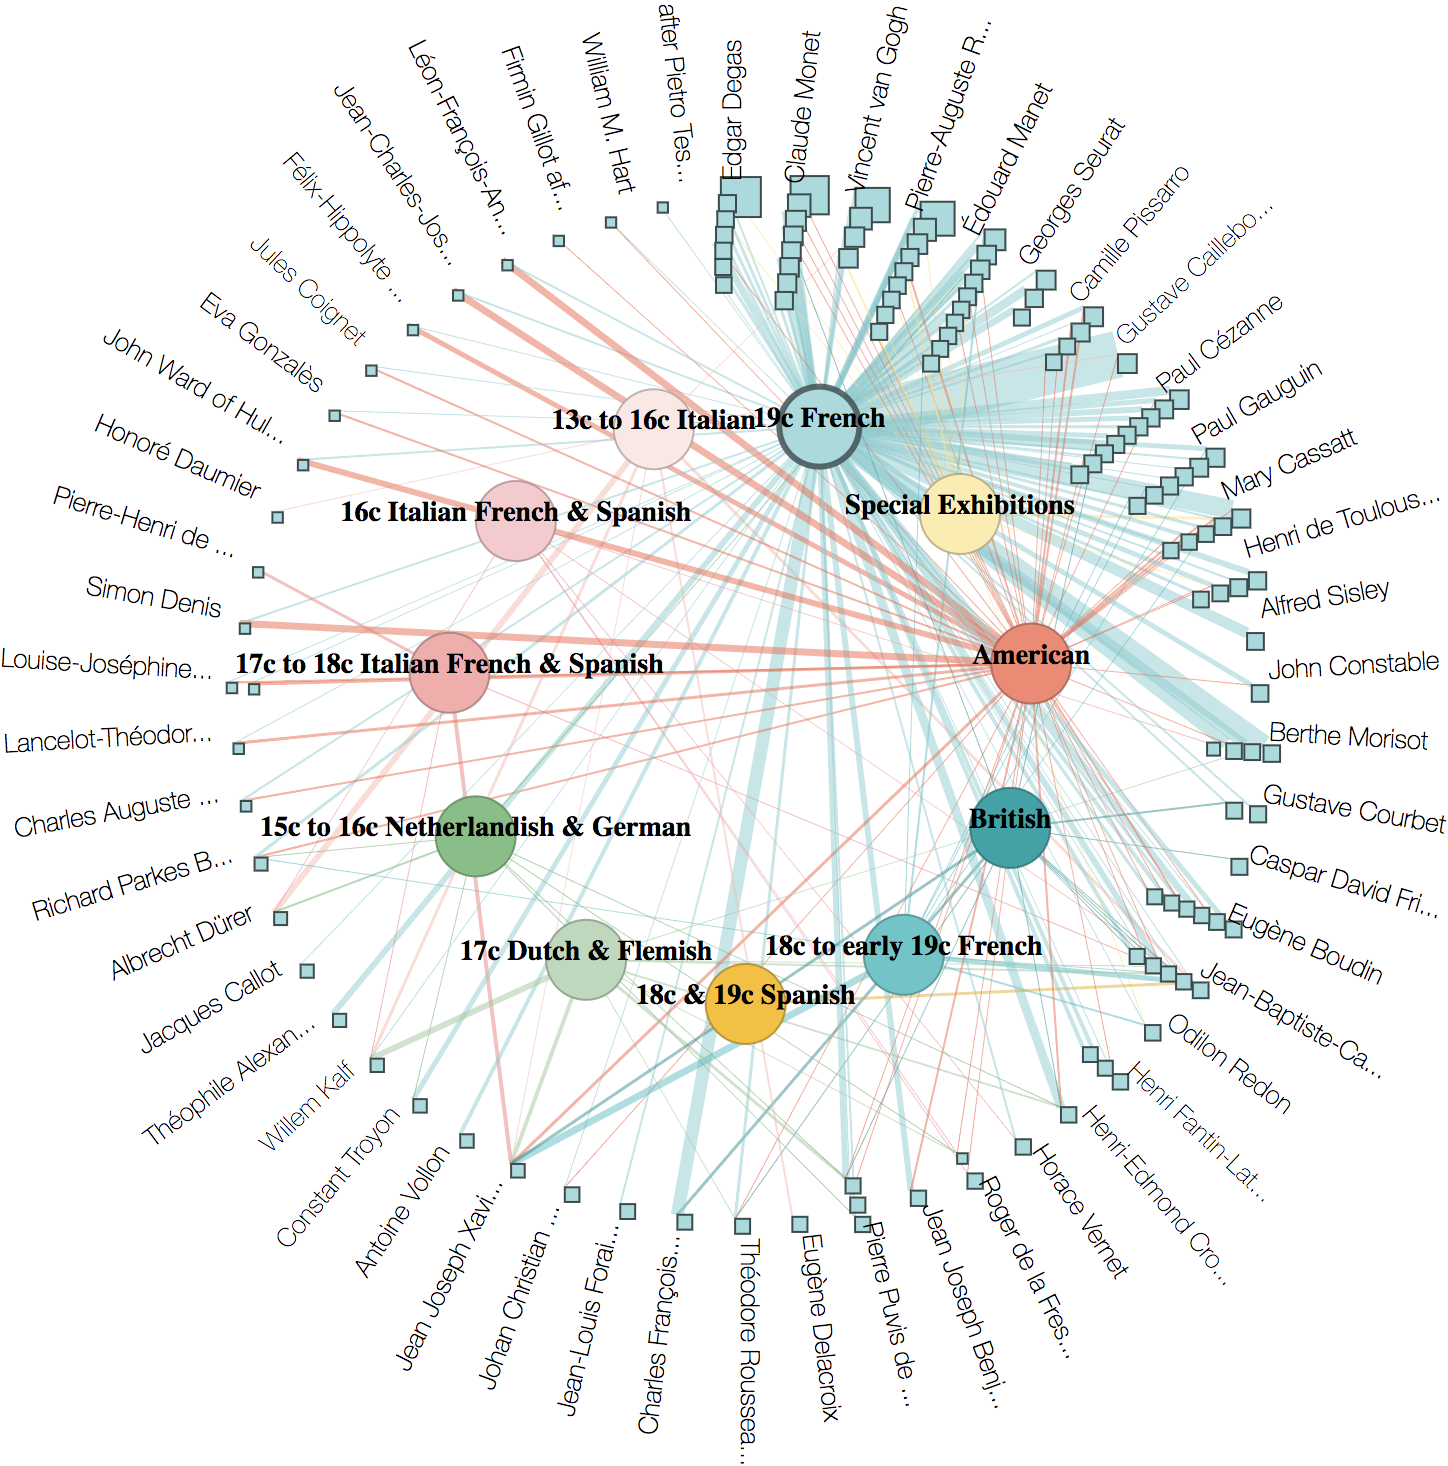 after Pietro Tes...
Edgar Degas
Claude Monet
Vincent van Gogh
Pierre-Auguste R...
Édouard Manet
Georges Seurat
Camille Pissarro
Gustave Caillebo...
Paul Cézanne
Paul Gauguin
Mary Cassatt
Henri de Toulous...
Alfred Sisley
John Constable
Berthe Morisot
Gustave Courbet
Caspar David Fri...
Eugène Boudin
Jean-Baptiste-Ca...
Odilon Redon
Henri Fantin-Lat...
Henri-Edmond Cro...
Horace Vernet
Roger de la Fres...
Jean Joseph Benj...
Pierre Puvis de ...
Eugène Delacroix
Théodore Roussea...
Charles François...
Jean-Louis Forai...
Johan Christian ...
Jean Joseph Xavi...
Antoine Vollon
Constant Troyon
Willem Kalf
Théophile Alexan...
Jacques Callot
Albrecht Dürer
Richard Parkes B...
Charles Auguste ...
Lancelot-Théodor...
Louise-Joséphine...
Simon Denis
Pierre-Henri de ...
Honoré Daumier
John Ward of Hul...
Eva Gonzalès
Jules Coignet
Félix-Hippolyte ...
Jean-Charles-Jos...
Léon-François-An...
Firmin Gillot af...
William M. Hart
13c to 16c Italian
19c French
16c Italian French & Spanish
Special Exhibitions
17c to 18c Italian French & Spanish
American
15c to 16c Netherlandish & German
British
17c Dutch & Flemish
18c to early 19c French
18c & 19c Spanish